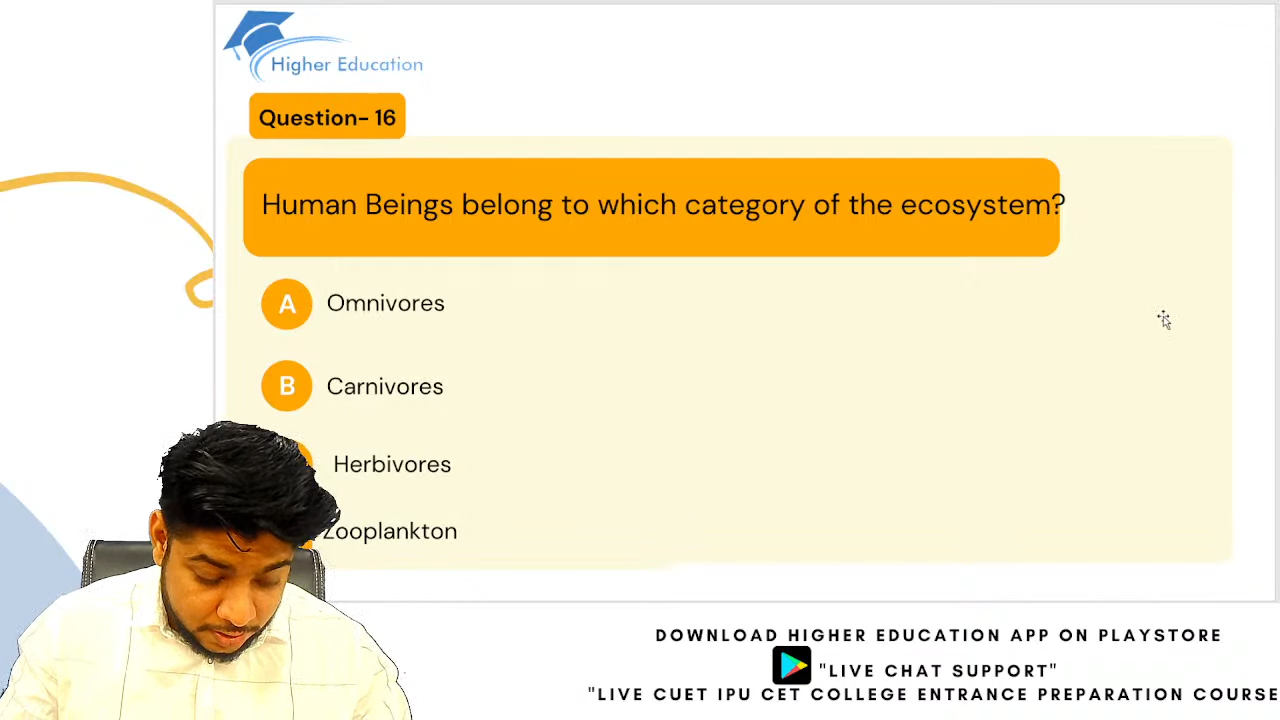 Higher Education
Question- 16
Human Beings belong to which category of the ecosystem?
A Omnivores
B Carnivores
Herbivores
Zooplankton
DOWNLOAD HIGHER EDUCATION APP ON PLAYSTORE
"LIVE CHAT SUPPORT"
"LIVE CUET IPU CET COLLEGE ENTRANCE PREPARATION COURSE